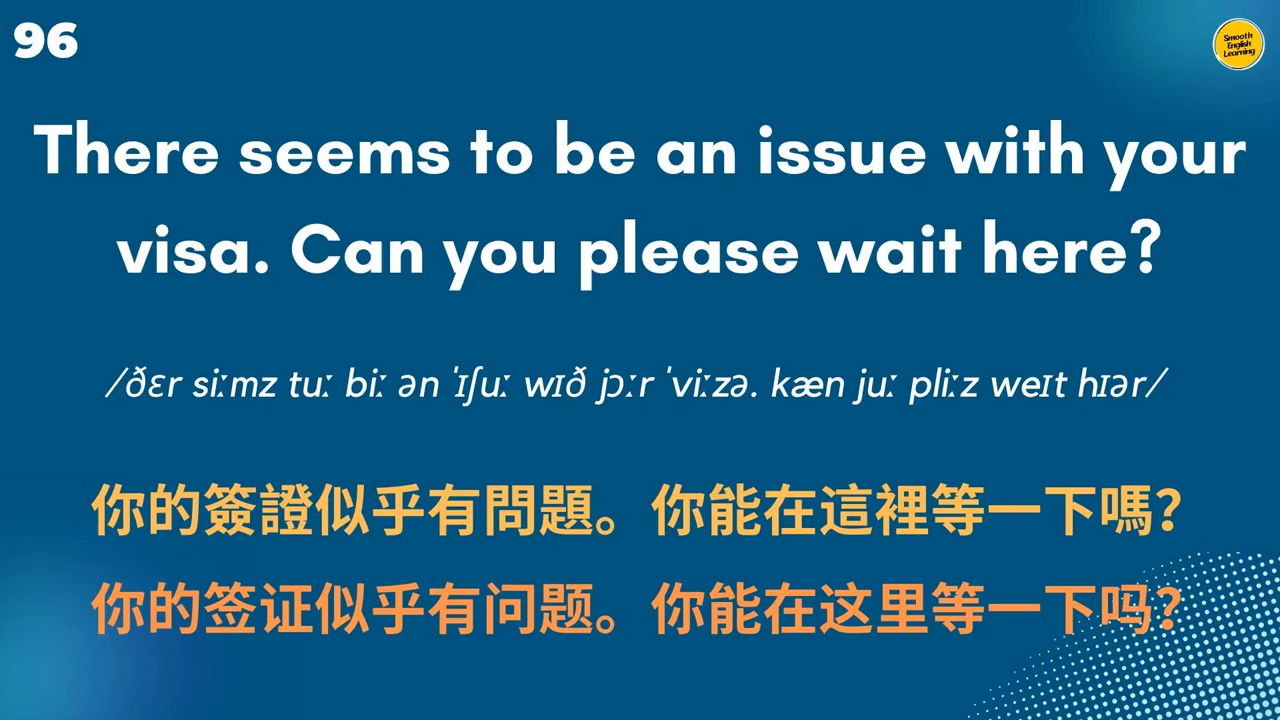 96
Smooth
English
Learning
There seems to be an issue with your
visa. Can you please wait here?
/ðɛr siːmz tuː biː ən ˈɪʃuː wɪð jɔːr ˈviːzə. kæn juː pliːz weɪt hɪər/
你的簽證似乎有問題。你能在這裡等一下嗎？
你的签证似乎有问题。你能在这里等一下吗？